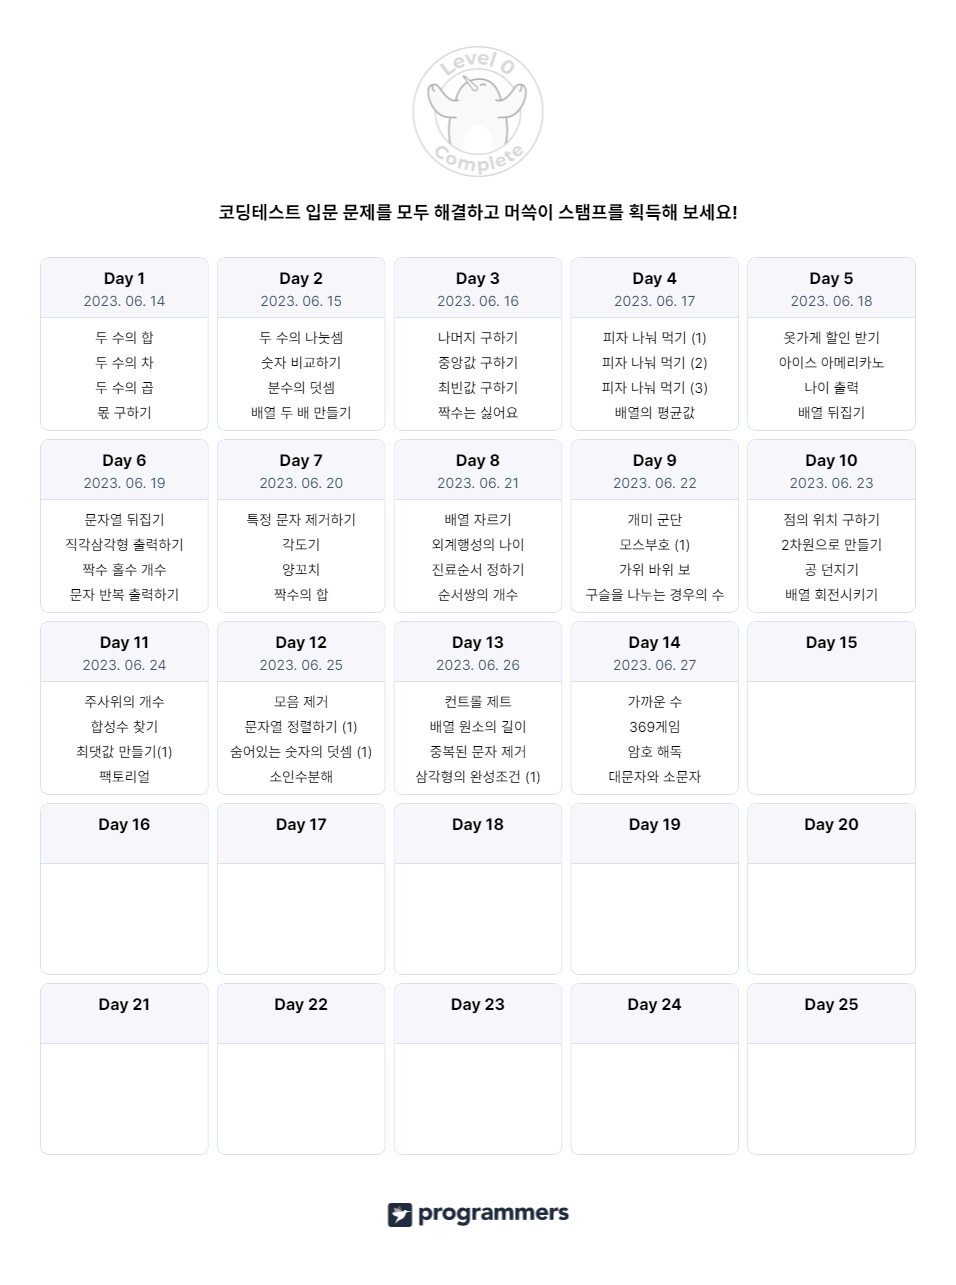 Level 0
Complete
코딩테스트 입문 문제를 모두 해결하고 머쓱이 스탬프를 획득해 보세요!
Day 1
2023. 06. 14
두 수의 합
두 수의 차
두 수의 곱
몫 구하기
Day 2
2023. 06. 15
두 수의 나눗셈
숫자 비교하기
분수의 덧셈
배열 두 배 만들기
Day 3
2023. 06. 16
나머지 구하기
중앙값 구하기
최빈값 구하기
짝수는 싫어요
Day 4
2023. 06. 17
피자 나눠 먹기 (1)
피자 나눠 먹기 (2)
피자 나눠 먹기 (3)
배열의 평균값
Day 5
2023. 06. 18
옷가게 할인 받기
아이스 아메리카노
나이 출력
배열 뒤집기
Day 6
2023. 06. 19
문자열 뒤집기
직각삼각형 출력하기
짝수 홀수 개수
문자 반복 출력하기
Day 7
2023. 06. 20
특정 문자 제거하기
각도기
양꼬치
짝수의 합
Day 8
2023. 06. 21
배열 자르기
외계행성의 나이
진료순서 정하기
순서쌍의 개수
Day 9
2023. 06. 22
개미 군단
모스부호 (1)
가위 바위 보
구슬을 나누는 경우의 수
Day 10
2023. 06. 23
점의 위치 구하기
2차원으로 만들기
공 던지기
배열 회전시키기
Day 11
2023. 06. 24
주사위의 개수
합성수 찾기
최댓값 만들기(1)
팩토리얼
Day 12
2023. 06. 25
모음 제거
문자열 정렬하기 (1)
숨어있는 숫자의 덧셈 (1)
소인수분해
Day 13
2023. 06. 26
컨트롤 제트
배열 원소의 길이
중복된 문자 제거
삼각형의 완성조건 (1)
Day 14
2023. 06. 27
가까운 수
369게임
암호 해독
대문자와 소문자
Day 15
Day 16
Day 17
Day 18
Day 19
Day 20
Day 21
Day 22
Day 23
Day 24
Day 25
programmers